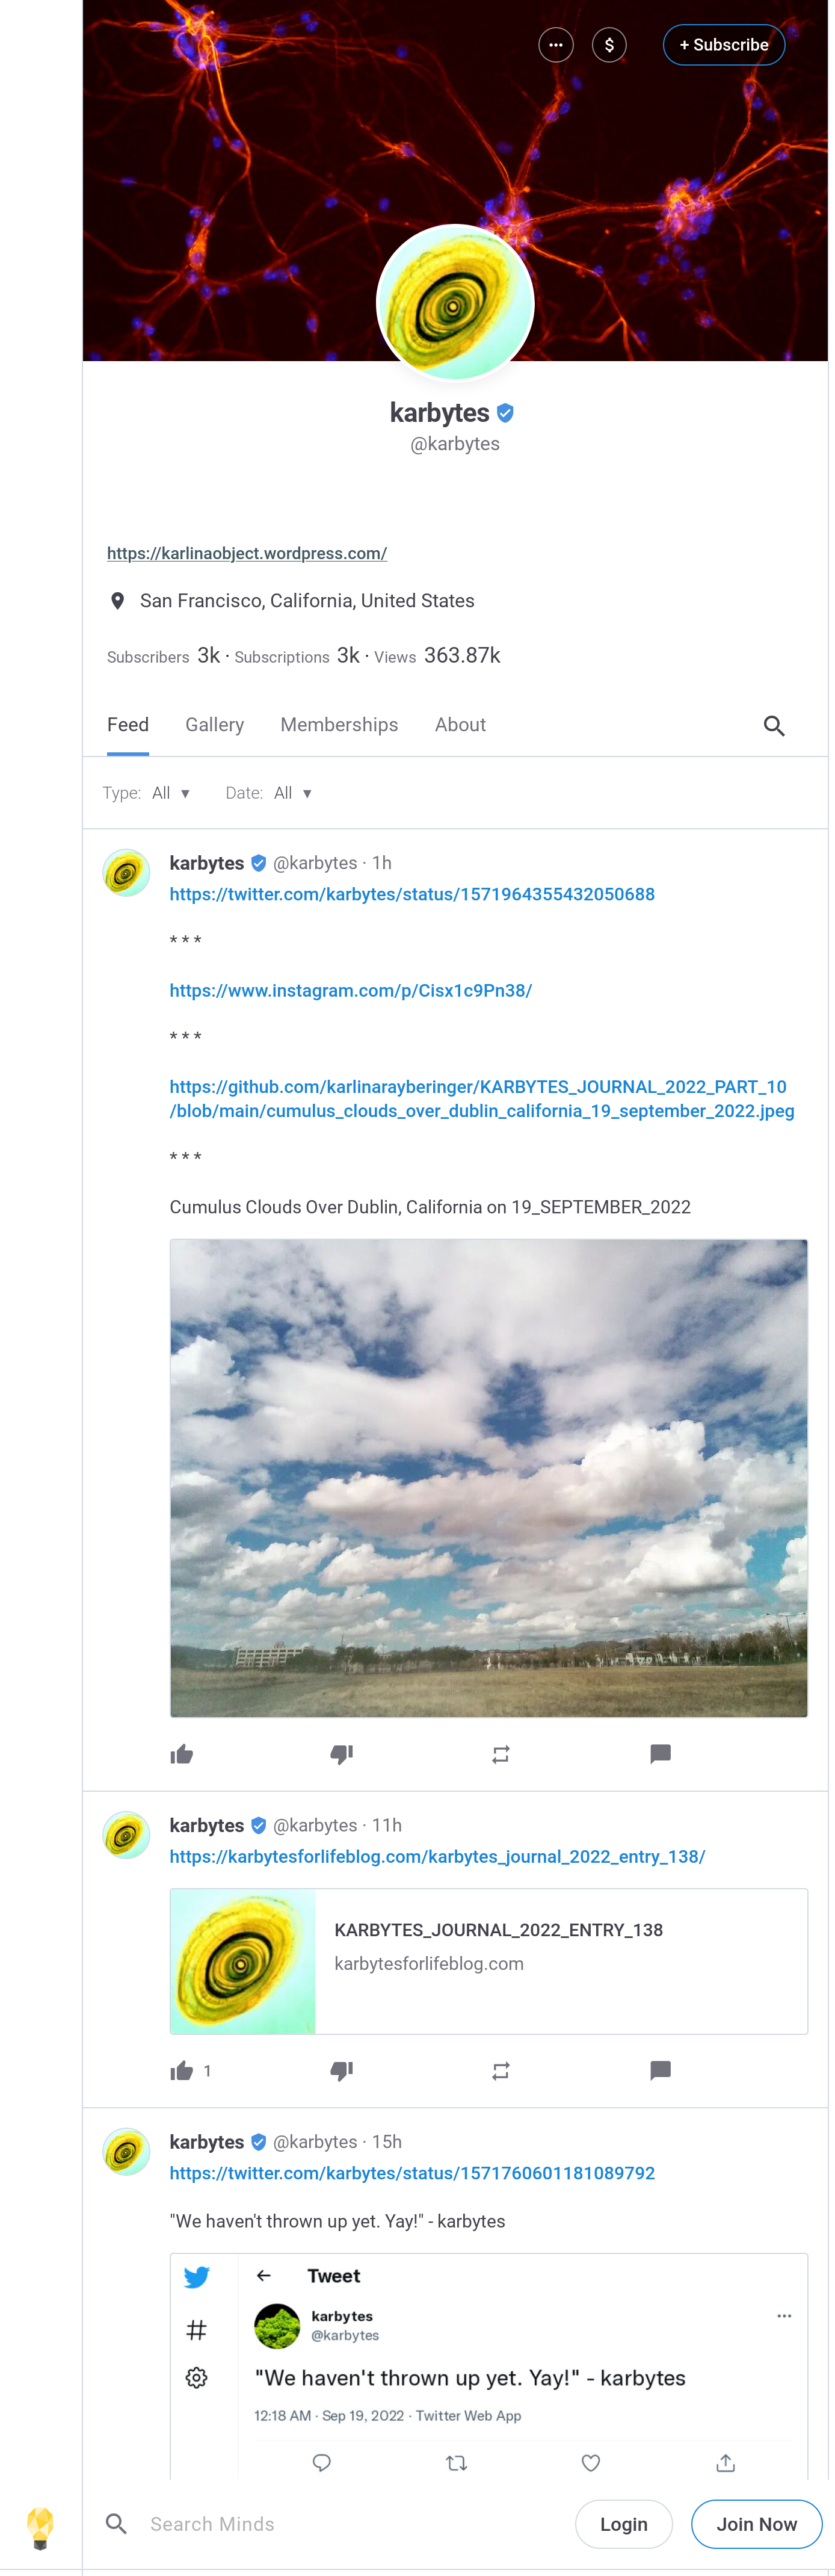 $
+ Subscribe
karbytes
@karbytes
https://karlinaobject.wordpress.com/
San Francisco, California, United States
Subscribers 3k · Subscriptions 3k · Views 363.87k
Feed Gallery Memberships About
Type: All ▼ Date: All ▼
karbytes @karbytes · 1h
https://twitter.com/karbytes/status/1571964355432050688
* * *
https://www.instagram.com/p/Cisx1c9Pn38/
* * *
https://github.com/karlinarayberinger/KARBYTES_JOURNAL_2022_PART_10
/blob/main/cumulus_clouds_over_dublin_california_19_september_2022.jpeg
* * *
Cumulus Clouds Over Dublin, California on 19_SEPTEMBER_2022
karbytes @karbytes · 11h
https://karbytesforlifeblog.com/karbytes_journal_2022_entry_138/
KARBYTES_JOURNAL_2022_ENTRY_138
karbytesforlifeblog.com
1
karbytes @karbytes · 15h
https://twitter.com/karbytes/status/1571760601181089792
"We haven't thrown up yet. Yay!" - karbytes
Tweet
karbytes
@karbytes
"We haven't thrown up yet. Yay!" - karbytes
12:18 AM · Sep 19, 2022 · Twitter Web App
Search Minds Login Join Now